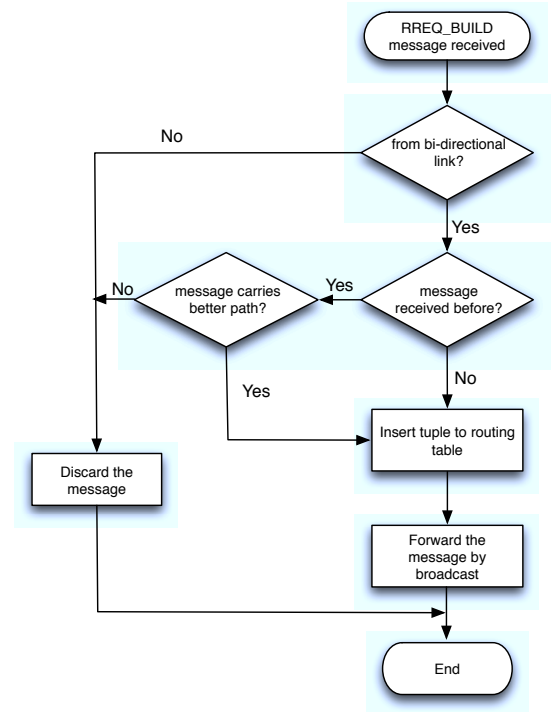 RREQ_BUILD
message received
from bi-directional
link?
No
Yes
message carries
better path?
No
Yes
message
received before?
No
Yes
Insert tuple to routing
table
Discard the
message
Forward the
message by
broadcast
End